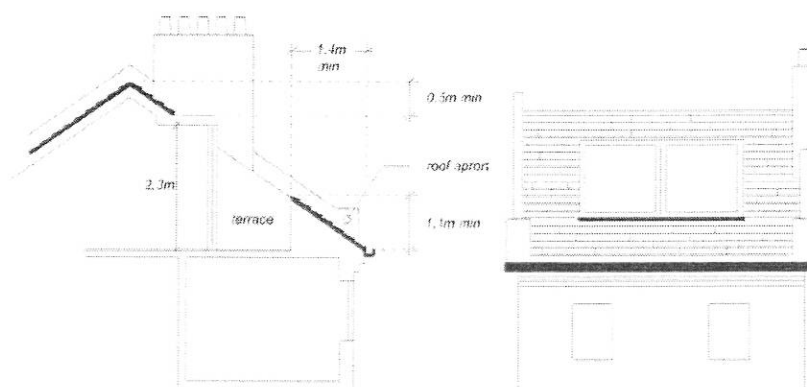 1.4m
min
0.5m min
roof apron
2.3m
terrace
1.1m min